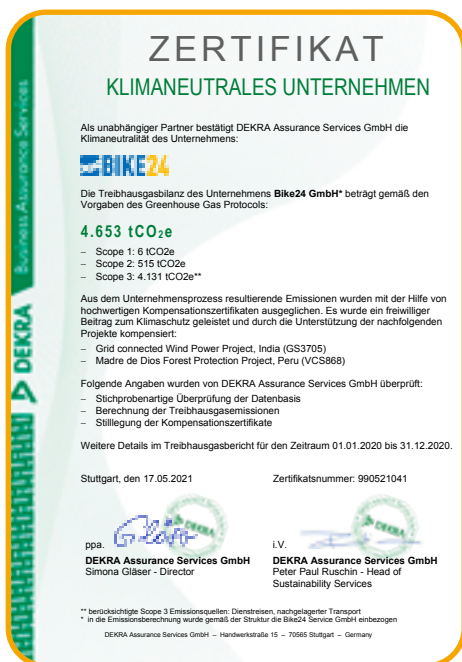 ZERTIFIKAT
KLIMANEUTRALES UNTERNEHMEN
Als unabhängiger Partner bestätigt DEKRA Assurance Services GmbH die
Klimaneutralität des Unternehmens:
BIKE24
Die Treibhausgasbilanz des Unternehmens Bike24 GmbH* beträgt gemäß den
Vorgaben des Greenhouse Gas Protocols:
4.653 tCO2e
– Scope 1: 6 tCO2e
– Scope 2: 515 tCO2e
– Scope 3: 4.131 tCO2e**
Aus dem Unternehmensprozess resultierende Emissionen wurden mit der Hilfe von
hochwertigen Kompensationszertifikaten ausgeglichen. Es wurde ein freiwilliger
Beitrag zum Klimaschutz geleistet und durch die Unterstützung der nachfolgenden
Projekte kompensiert:
– Grid connected Wind Power Project, India (GS3705)
– Madre de Dios Forest Protection Project, Peru (VCS868)
Folgende Angaben wurden von DEKRA Assurance Services GmbH überprüft:
– Stichprobenartige Überprüfung der Datenbasis
– Berechnung der Treibhausgasemissionen
– Stilllegung der Kompensationszertifikate
Weitere Details im Treibhausgasbericht für den Zeitraum 01.01.2020 bis 31.12.2020.
Stuttgart, den 17.05.2021
Zertifikatsnummer: 990521041
ppa.
DEKRA
DEKRA Assurance Services GmbH
Simona Gläser - Director
i.V.
DEKRA
DEKRA Assurance Services GmbH
Peter Paul Ruschin - Head of
Sustainability Services
** berücksichtigte Scope 3 Emissionsquellen: Dienstreisen, nachgelagerter Transport
* in die Emissionsberechnung wurde gemäß der Struktur die Bike24 Service GmbH einbezogen
DEKRA Assurance Services GmbH – Handwerkstraße 15 – 70565 Stuttgart – Germany
DEKRA
Business Assurance Services